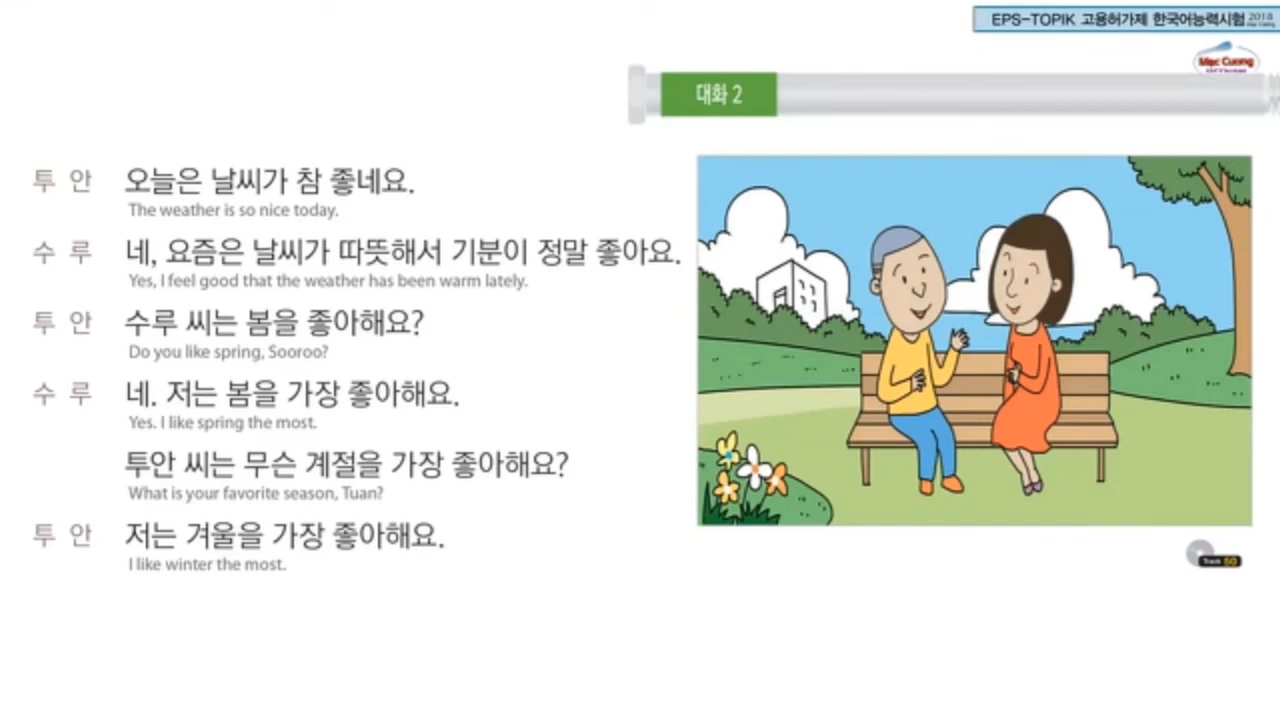 EPS-TOPIK 고용허가제 한국어능력시험 2018
Mạc Cương
대화 2
투 안 오늘은 날씨가 참 좋네요.
The weather is so nice today.
수 루 네, 요즘은 날씨가 따뜻해서 기분이 정말 좋아요.
Yes, I feel good that the weather has been warm lately.
투 안 수루 씨는 봄을 좋아해요?
Do you like spring, Sooroo?
수 루 네. 저는 봄을 가장 좋아해요.
Yes. I like spring the most.
투안 씨는 무슨 계절을 가장 좋아해요?
What is your favorite season, Tuan?
투 안 저는 겨울을 가장 좋아해요.
I like winter the most.
Track 50